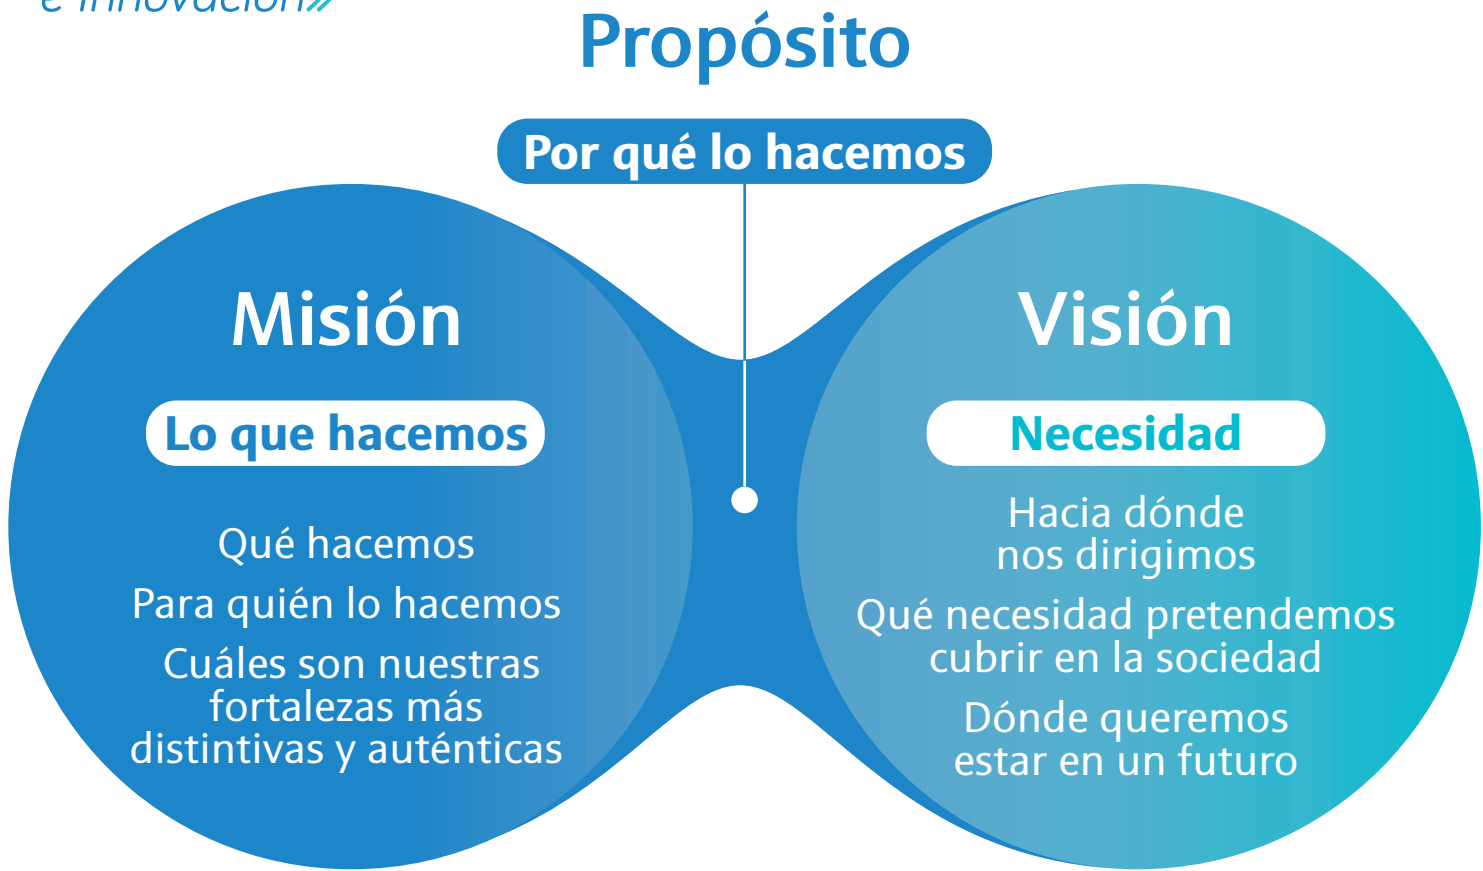 e innovación»
Propósito
Por qué lo hacemos
Misión
Lo que hacemos
Qué hacemos
Para quién lo hacemos
Cuáles son nuestras
fortalezas más
distintivas y auténticas
Visión
Necesidad
Hacia dónde
nos dirigimos
Qué necesidad pretendemos
cubrir en la sociedad
Dónde queremos
estar en un futuro